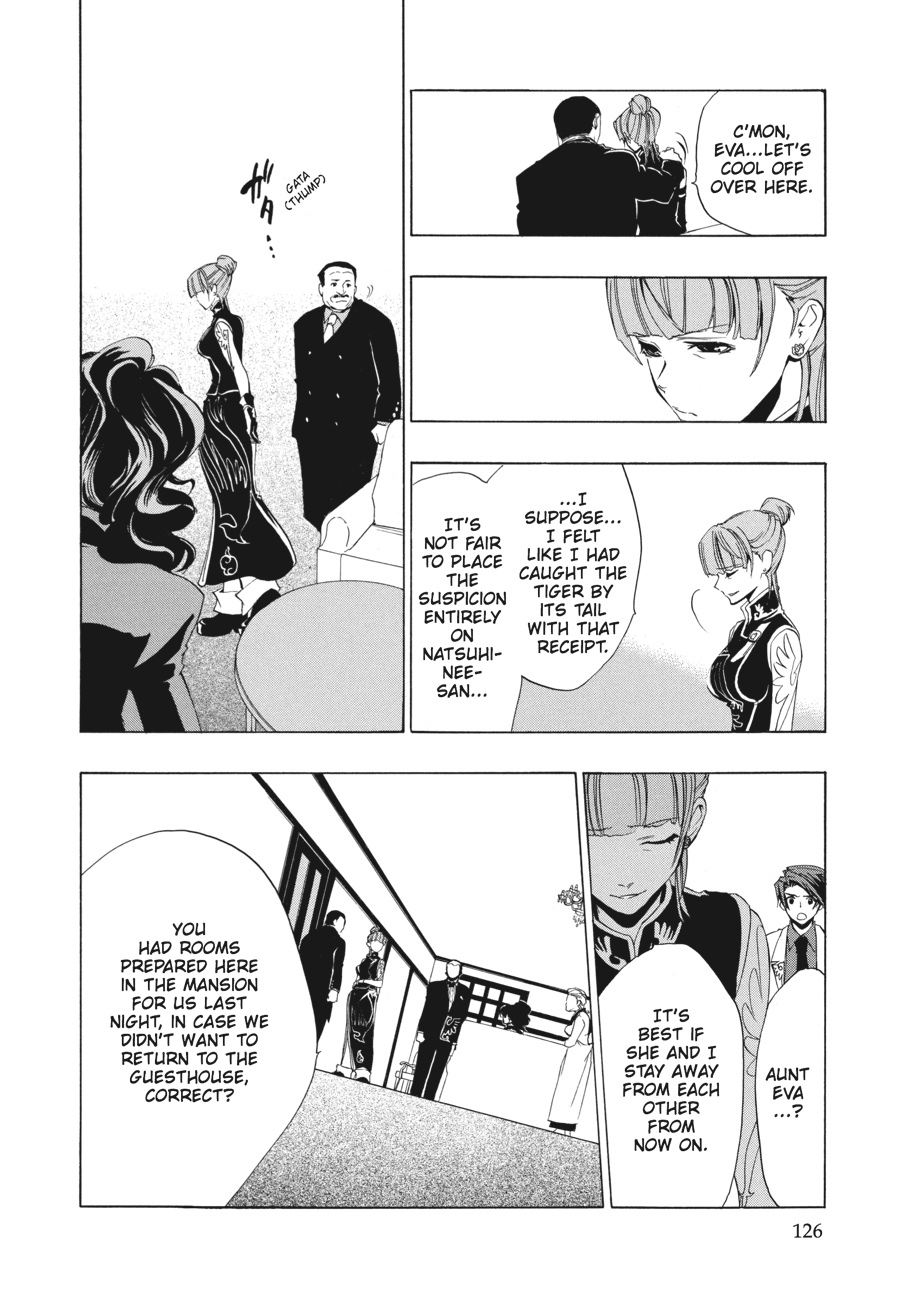 C'MON,
EVA...LET'S
COOL OFF
OVER HERE.
...I
SUPPOSE...
I FELT
LIKE I HAD
CAUGHT THE
TIGER BY
ITS TAIL
WITH THAT
RECEIPT.
IT'S
NOT FAIR
TO PLACE
THE
SUSPICION
ENTIRELY
ON
NATSUHI-
NEE-
SAN...
ガタ...
GATA
(THUMP)
AUNT
EVA
...?
IT'S
BEST IF
SHE AND I
STAY AWAY
FROM EACH
OTHER
FROM
NOW ON.
YOU
HAD ROOMS
PREPARED HERE
IN THE MANSION
FOR US LAST
NIGHT, IN CASE WE
DIDN'T WANT TO
RETURN TO THE
GUESTHOUSE,
CORRECT?
126